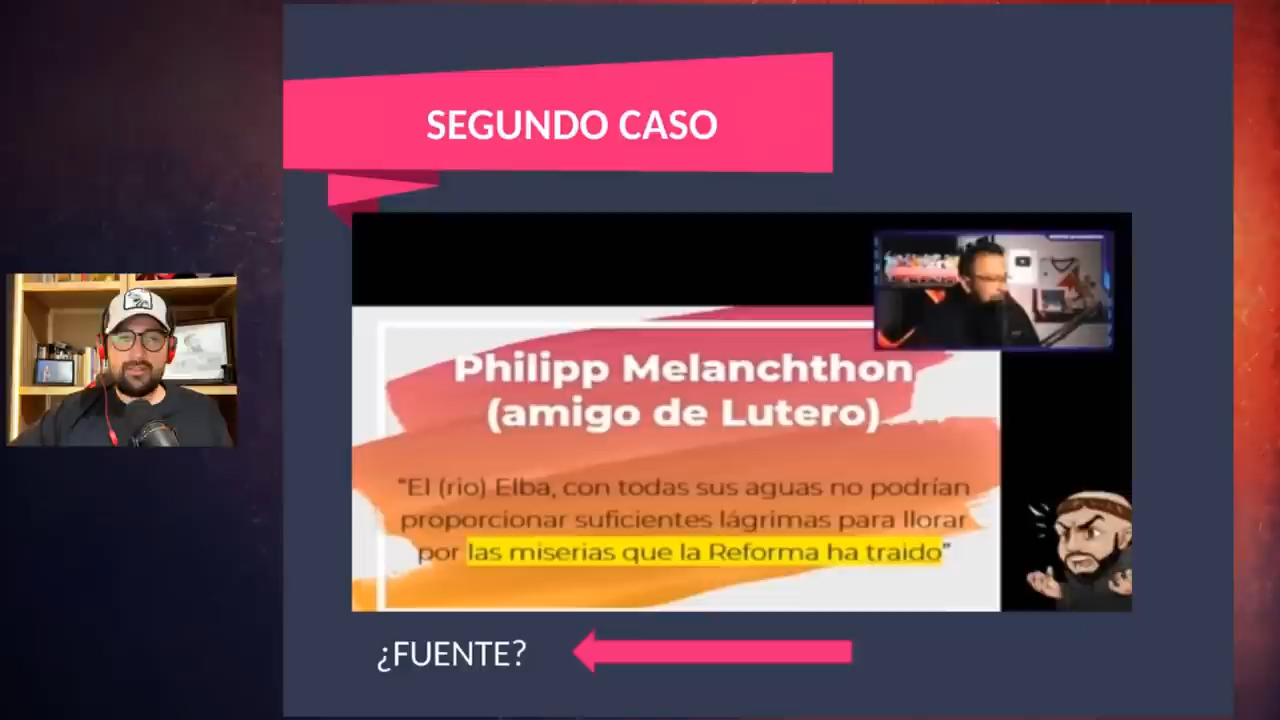 SEGUNDO CASO
Philipp Melanchthon
(amigo de Lutero)
“El (rio) Elba, con todas sus aguas no podrían
proporcionar suficientes lágrimas para llorar
por las miserias que la Reforma ha traido”
¿FUENTE?